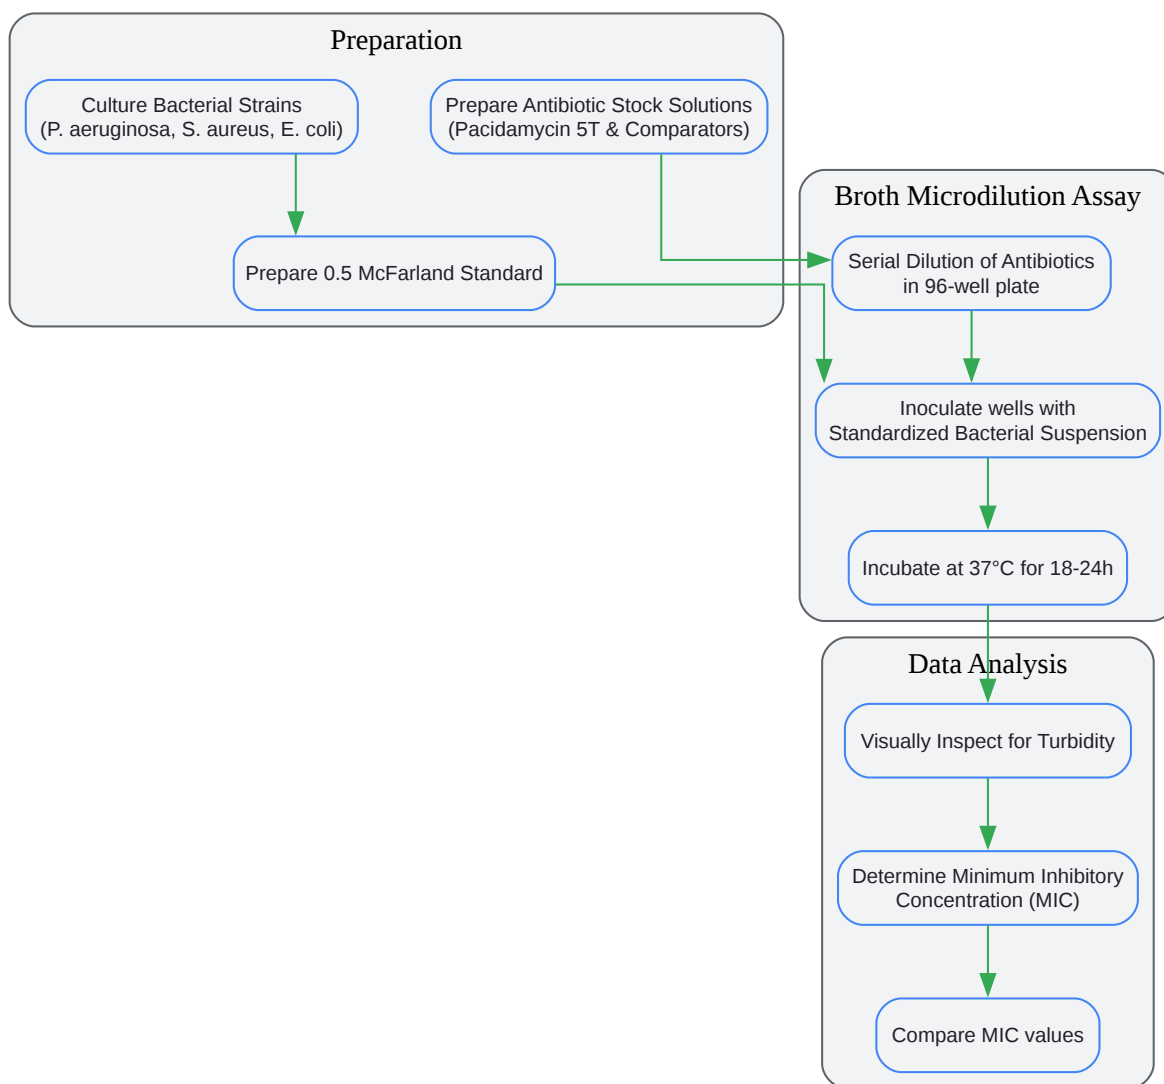 Preparation
Culture Bacterial Strains
(P. aeruginosa, S. aureus, E. coli)
Prepare Antibiotic Stock Solutions
(Pacidamycin 5T & Comparators)
Prepare 0.5 McFarland Standard
Broth Microdilution Assay
Serial Dilution of Antibiotics
in 96-well plate
Inoculate wells with
Standardized Bacterial Suspension
Incubate at 37°C for 18-24h
Data Analysis
Visually Inspect for Turbidity
Determine Minimum Inhibitory
Concentration (MIC)
Compare MIC values